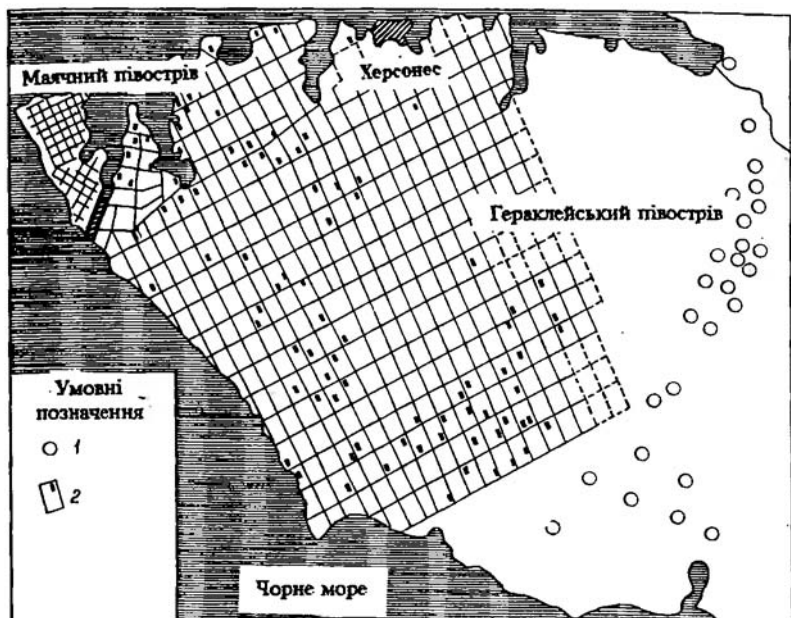 Маячний півострів
Херсонес
Гераклейський півострів
Умовні
позначення
1
2
Чорне море